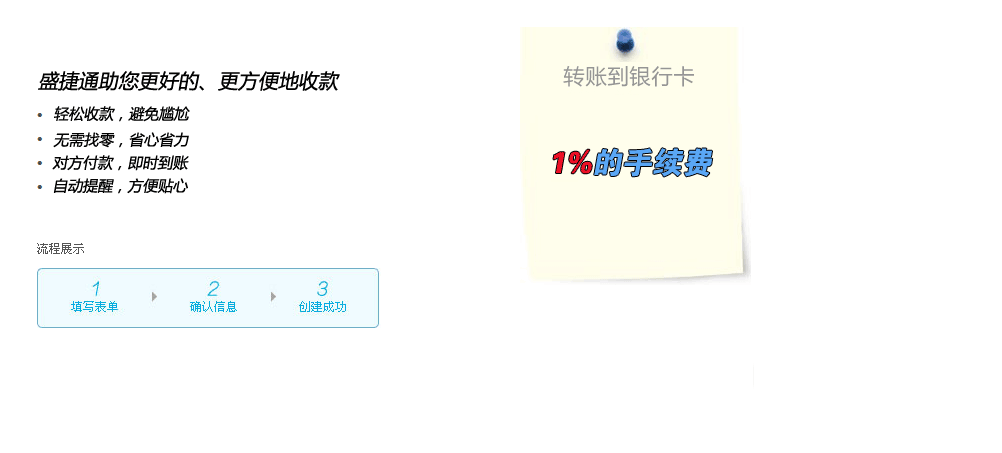 盛捷通助您更好的、更方便地收款
• 轻松收款，避免尴尬
• 无需找零，省心省力
• 对方付款，即时到账
• 自动提醒，方便贴心
流程展示
1 2 3
填写表单 确认信息 创建成功
转账到银行卡
1%的手续费